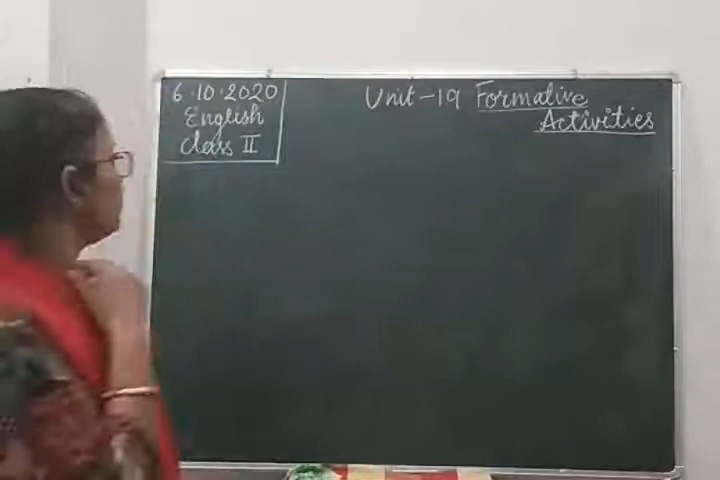 6.10.2020
English
Class II
Unit-19 Formative
Activities